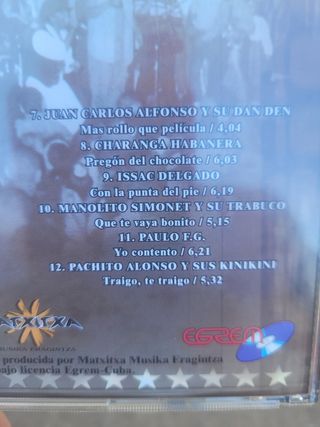 7. JUAN CARLOS ALFONSO Y SU DAN DEN
Mas rollo que película / 4,04
8. CHARANGA HABANERA
Pregón del chocolate / 6,03
9. ISSAC DELGADO
Con la punta del pie / 6,19
10. MANOLITO SIMONET Y SU TRABUCO
Que te vaya bonito / 5,15
11. PAULO F.G.
Yo contento / 6,21
12. PACHITO ALONSO Y SUS KINIKINI
Traigo, te traigo / 5,32
MATXITXA
MUSIKA ERAGINTZA
EGREM
producida por Matxitxa Musika Eragintza
bajo licencia Egrem-Cuba.